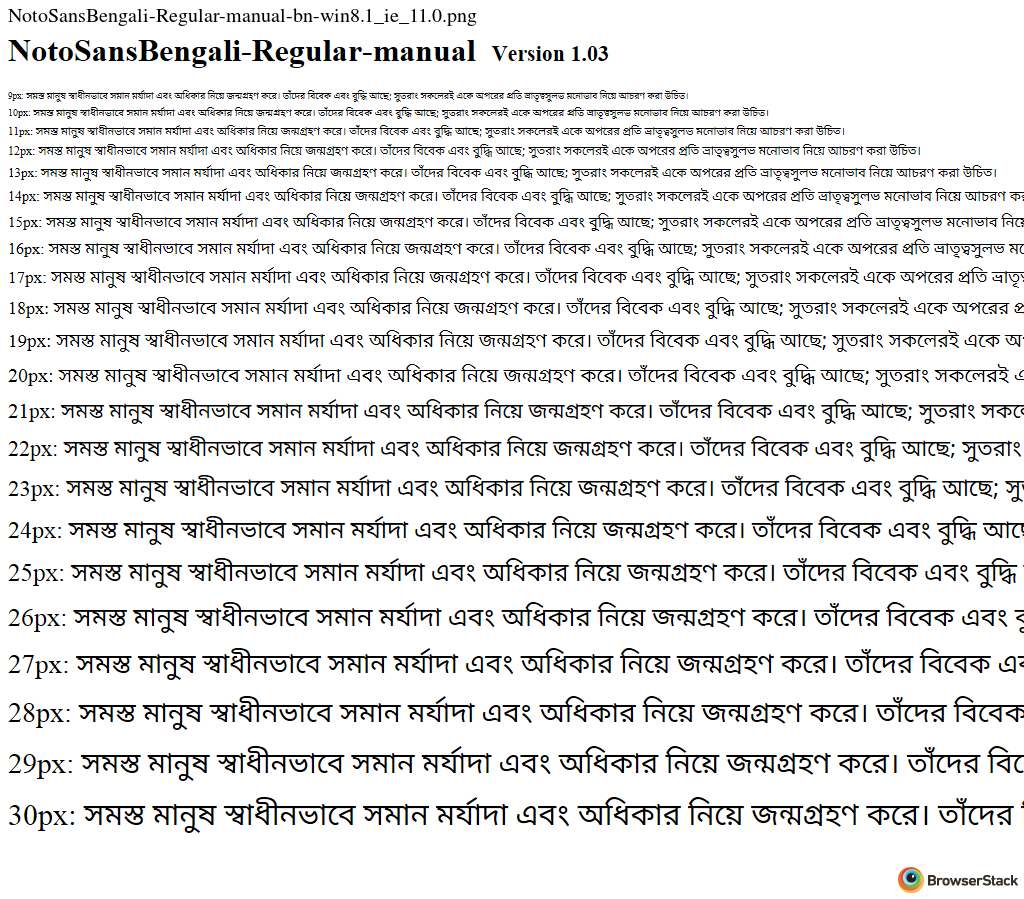 NotoSansBengali-Regular-manual-bn-win8.1_ie_11.0.png
NotoSansBengali-Regular-manual Version 1.03
9px: সমস্ত মানুষ স্বাধীনভাবে সমান মর্যাদা এবং অধিকার নিয়ে জন্মগ্রহণ করে। তাঁদের বিবেক এবং বুদ্ধি আছে; সুতরাং সকলেরই একে অপরের প্রতি ভ্রাতৃত্বসুলভ মনোভাব নিয়ে আচরণ করা উচিত।
10px: সমস্ত মানুষ স্বাধীনভাবে সমান মর্যাদা এবং অধিকার নিয়ে জন্মগ্রহণ করে। তাঁদের বিবেক এবং বুদ্ধি আছে; সুতরাং সকলেরই একে অপরের প্রতি ভ্রাতৃত্বসুলভ মনোভাব নিয়ে আচরণ করা উচিত।
11px: সমস্ত মানুষ স্বাধীনভাবে সমান মর্যাদা এবং অধিকার নিয়ে জন্মগ্রহণ করে। তাঁদের বিবেক এবং বুদ্ধি আছে; সুতরাং সকলেরই একে অপরের প্রতি ভ্রাতৃত্বসুলভ মনোভাব নিয়ে আচরণ করা উচিত।
12px: সমস্ত মানুষ স্বাধীনভাবে সমান মর্যাদা এবং অধিকার নিয়ে জন্মগ্রহণ করে। তাঁদের বিবেক এবং বুদ্ধি আছে; সুতরাং সকলেরই একে অপরের প্রতি ভ্রাতৃত্বসুলভ মনোভাব নিয়ে আচরণ করা উচিত।
13px: সমস্ত মানুষ স্বাধীনভাবে সমান মর্যাদা এবং অধিকার নিয়ে জন্মগ্রহণ করে। তাঁদের বিবেক এবং বুদ্ধি আছে; সুতরাং সকলেরই একে অপরের প্রতি ভ্রাতৃত্বসুলভ মনোভাব নিয়ে আচরণ করা উচিত।
14px: সমস্ত মানুষ স্বাধীনভাবে সমান মর্যাদা এবং অধিকার নিয়ে জন্মগ্রহণ করে। তাঁদের বিবেক এবং বুদ্ধি আছে; সুতরাং সকলেরই একে অপরের প্রতি ভ্রাতৃত্বসুলভ মনোভাব নিয়ে আচরণ
15px: সমস্ত মানুষ স্বাধীনভাবে সমান মর্যাদা এবং অধিকার নিয়ে জন্মগ্রহণ করে। তাঁদের বিবেক এবং বুদ্ধি আছে; সুতরাং সকলেরই একে অপরের প্রতি ভ্রাতৃত্বসুলভ মনোভাব নিয়ে
16px: সমস্ত মানুষ স্বাধীনভাবে সমান মর্যাদা এবং অধিকার নিয়ে জন্মগ্রহণ করে। তাঁদের বিবেক এবং বুদ্ধি আছে; সুতরাং সকলেরই একে অপরের প্রতি ভ্রাতৃত্বসুলভ
17px: সমস্ত মানুষ স্বাধীনভাবে সমান মর্যাদা এবং অধিকার নিয়ে জন্মগ্রহণ করে। তাঁদের বিবেক এবং বুদ্ধি আছে; সুতরাং সকলেরই একে অপরের প্রতি
18px: সমস্ত মানুষ স্বাধীনভাবে সমান মর্যাদা এবং অধিকার নিয়ে জন্মগ্রহণ করে। তাঁদের বিবেক এবং বুদ্ধি আছে; সুতরাং সকলেরই একে অপরের
19px: সমস্ত মানুষ স্বাধীনভাবে সমান মর্যাদা এবং অধিকার নিয়ে জন্মগ্রহণ করে। তাঁদের বিবেক এবং বুদ্ধি আছে; সুতরাং সকলেরই একে
20px: সমস্ত মানুষ স্বাধীনভাবে সমান মর্যাদা এবং অধিকার নিয়ে জন্মগ্রহণ করে। তাঁদের বিবেক এবং বুদ্ধি আছে; সুতরাং সকলেরই
21px: সমস্ত মানুষ স্বাধীনভাবে সমান মর্যাদা এবং অধিকার নিয়ে জন্মগ্রহণ করে। তাঁদের বিবেক এবং বুদ্ধি আছে; সুতরাং
22px: সমস্ত মানুষ স্বাধীনভাবে সমান মর্যাদা এবং অধিকার নিয়ে জন্মগ্রহণ করে। তাঁদের বিবেক এবং বুদ্ধি আছে; সুতরাং
23px: সমস্ত মানুষ স্বাধীনভাবে সমান মর্যাদা এবং অধিকার নিয়ে জন্মগ্রহণ করে। তাঁদের বিবেক এবং বুদ্ধি আছে;
24px: সমস্ত মানুষ স্বাধীনভাবে সমান মর্যাদা এবং অধিকার নিয়ে জন্মগ্রহণ করে। তাঁদের বিবেক এবং বুদ্ধি
25px: সমস্ত মানুষ স্বাধীনভাবে সমান মর্যাদা এবং অধিকার নিয়ে জন্মগ্রহণ করে। তাঁদের বিবেক এবং বুদ্ধি
26px: সমস্ত মানুষ স্বাধীনভাবে সমান মর্যাদা এবং অধিকার নিয়ে জন্মগ্রহণ করে। তাঁদের বিবেক এবং
27px: সমস্ত মানুষ স্বাধীনভাবে সমান মর্যাদা এবং অধিকার নিয়ে জন্মগ্রহণ করে। তাঁদের বিবেক
28px: সমস্ত মানুষ স্বাধীনভাবে সমান মর্যাদা এবং অধিকার নিয়ে জন্মগ্রহণ করে। তাঁদের বিবেক
29px: সমস্ত মানুষ স্বাধীনভাবে সমান মর্যাদা এবং অধিকার নিয়ে জন্মগ্রহণ করে। তাঁদের
30px: সমস্ত মানুষ স্বাধীনভাবে সমান মর্যাদা এবং অধিকার নিয়ে জন্মগ্রহণ করে। তাঁদের
BrowserStack